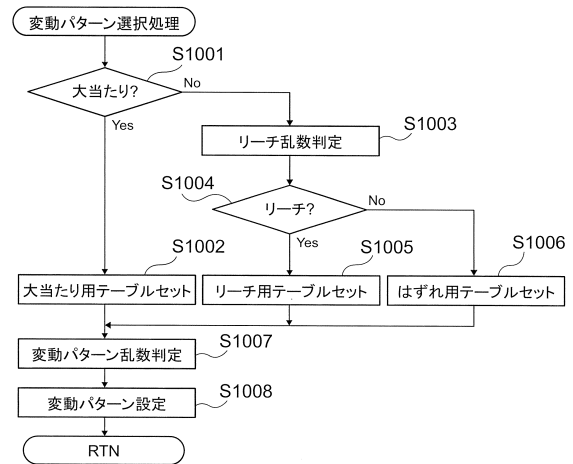 変動パターン選択処理
S1001
大当たり?
No
Yes
S1003
リーチ乱数判定
S1004
リーチ?
No
Yes
S1002
S1005
S1006
大当たり用テーブルセット
リーチ用テーブルセット
はずれ用テーブルセット
S1007
変動パターン乱数判定
S1008
変動パターン設定
RTN